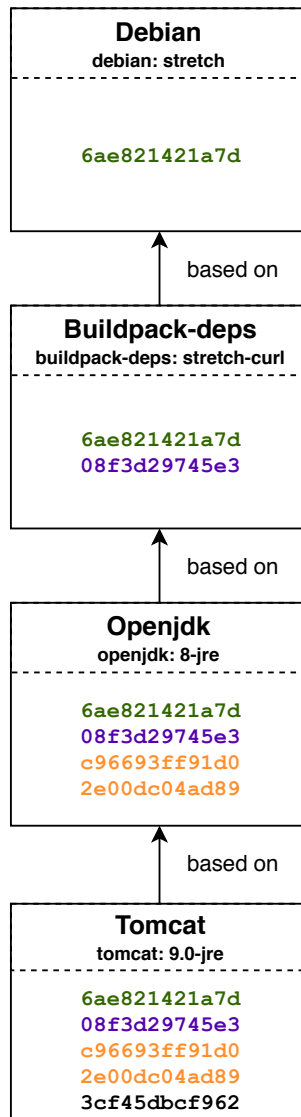 Debian
debian: stretch
6ae821421a7d
based on
Buildpack-deps
buildpack-deps: stretch-curl
6ae821421a7d
08f3d29745e3
based on
Openjdk
openjdk: 8-jre
6ae821421a7d
08f3d29745e3
c96693ff91d0
2e00dc04ad89
based on
Tomcat
tomcat: 9.0-jre
6ae821421a7d
08f3d29745e3
c96693ff91d0
2e00dc04ad89
3cf45dbcf962